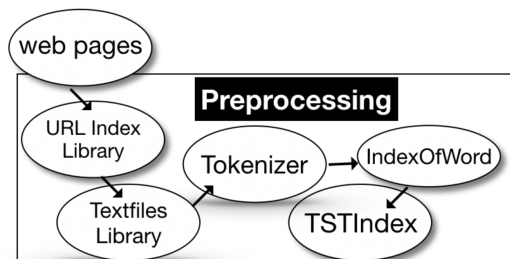 web pages
Preprocessing
URL Index
Library
Tokenizer
IndexOfWord
Textfiles
Library
TSTIndex